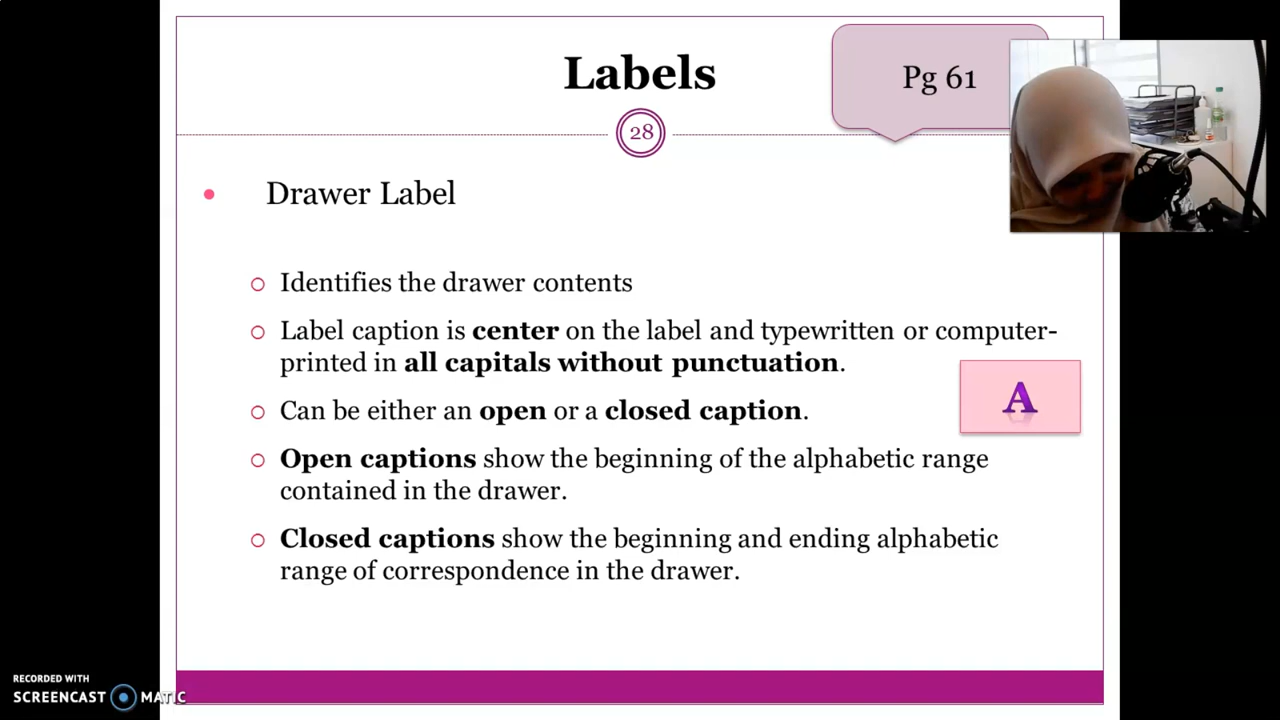 Labels
Pg 61
28
Drawer Label
Identifies the drawer contents
Label caption is center on the label and typewritten or computer-
printed in all capitals without punctuation.
A
Can be either an open or a closed caption.
Open captions show the beginning of the alphabetic range
contained in the drawer.
Closed captions show the beginning and ending alphabetic
range of correspondence in the drawer.
RECORDED WITH
SCREENCAST MATIC